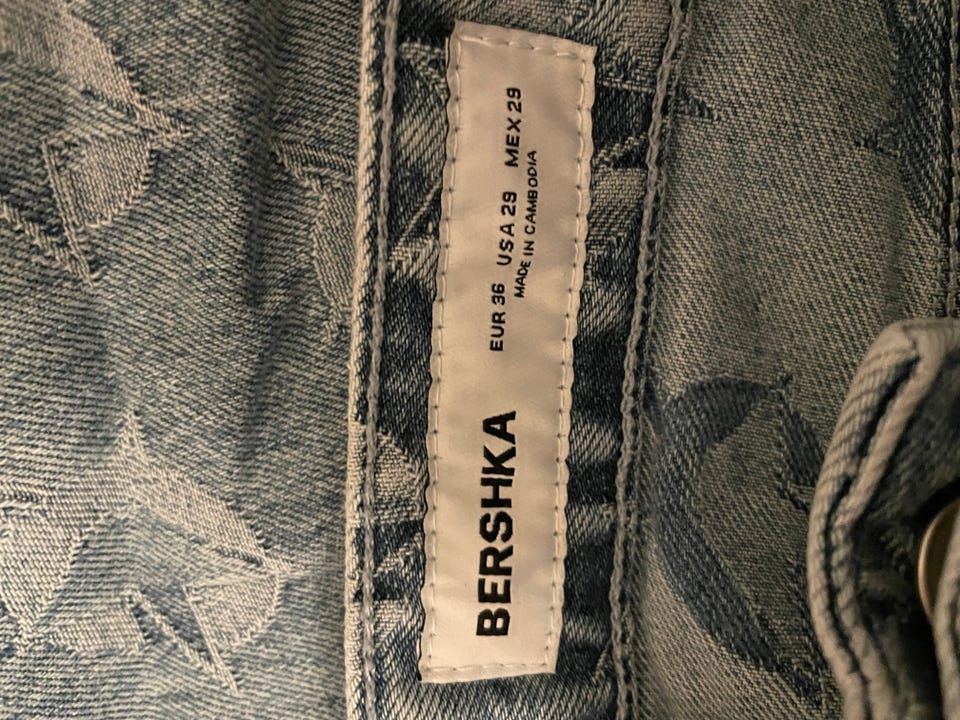 BERSHKA
EUR 36 USA 29 MEX 29
MADE IN CAMBODIA